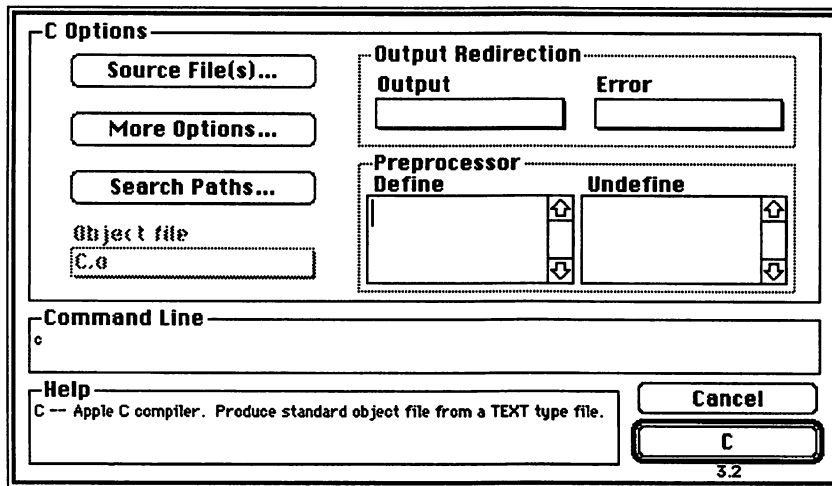 C Options
Source File(s)...
More Options...
Search Paths...
Object file
C.o
Output Redirection
Output Error
Preprocessor
Define Undefine
Command Line
c
Help
C -- Apple C compiler. Produce standard object file from a TEXT type file.
Cancel
C
3.2